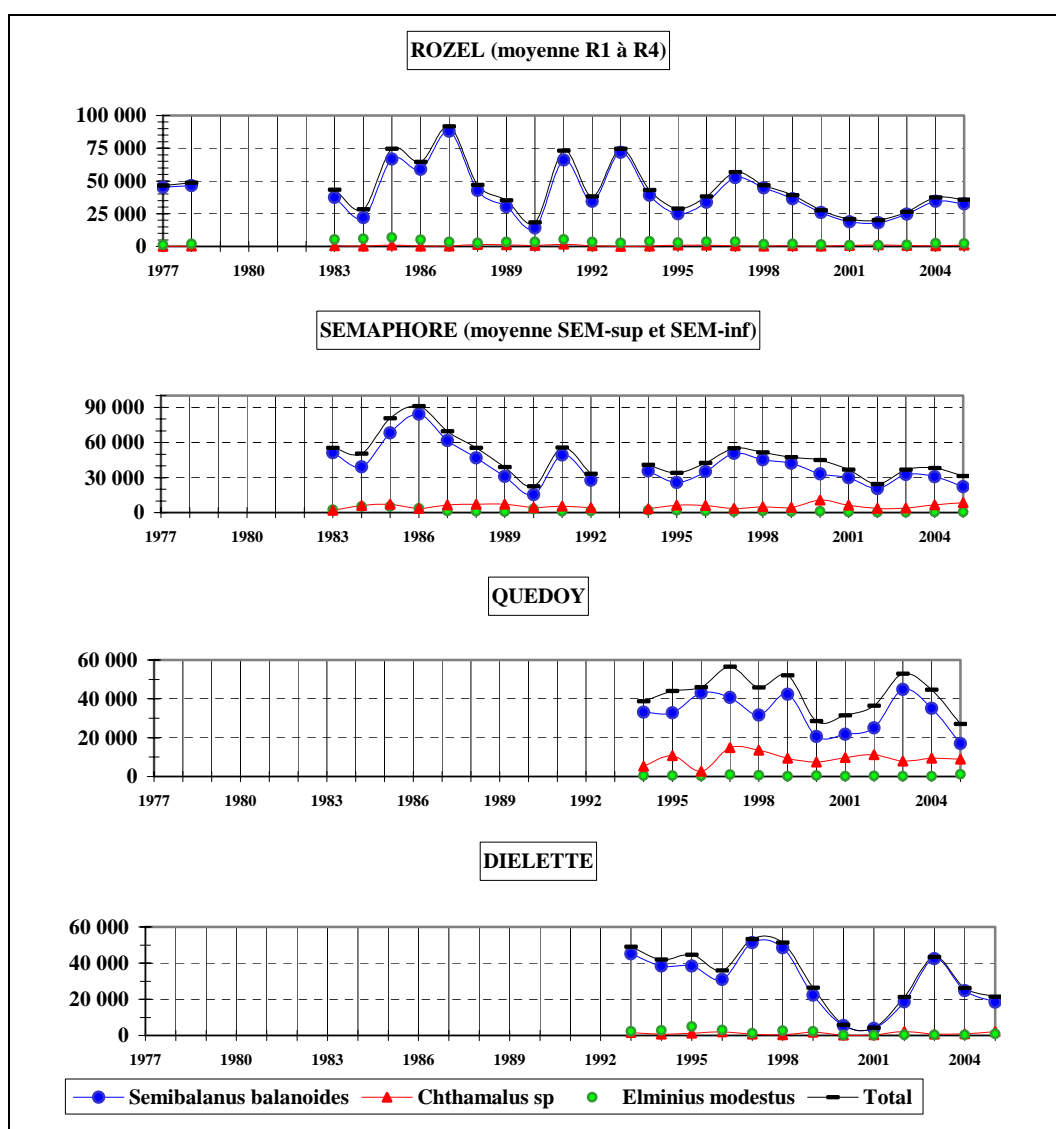 ROZEL (moyenne R1 à R4)
100 000
75 000
50 000
25 000
0
1977 1980 1983 1986 1989 1992 1995 1998 2001 2004
SEMAPHORE (moyenne SEM-sup et SEM-inf)
90 000
60 000
30 000
0
1977 1980 1983 1986 1989 1992 1995 1998 2001 2004
QUEDOY
60 000
40 000
20 000
0
1977 1980 1983 1986 1989 1992 1995 1998 2001 2004
DIELETTE
60 000
40 000
20 000
0
1977 1980 1983 1986 1989 1992 1995 1998 2001 2004
Semibalanus balanoides Chthamalus sp Elminius modestus Total